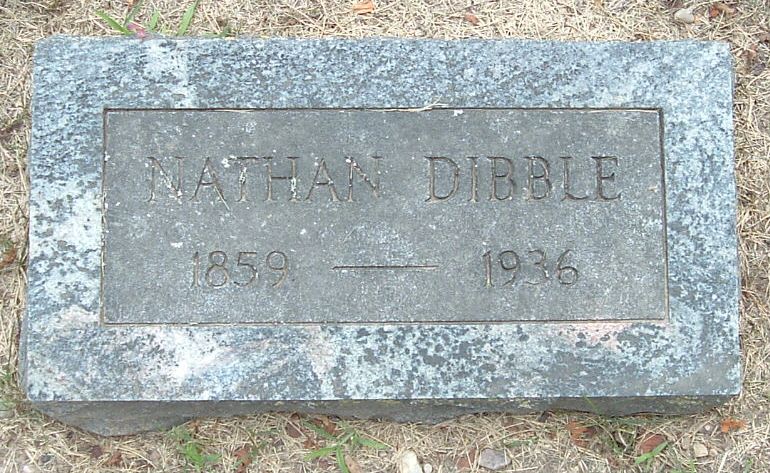 NATHAN DIBBLE
1859 — 1936